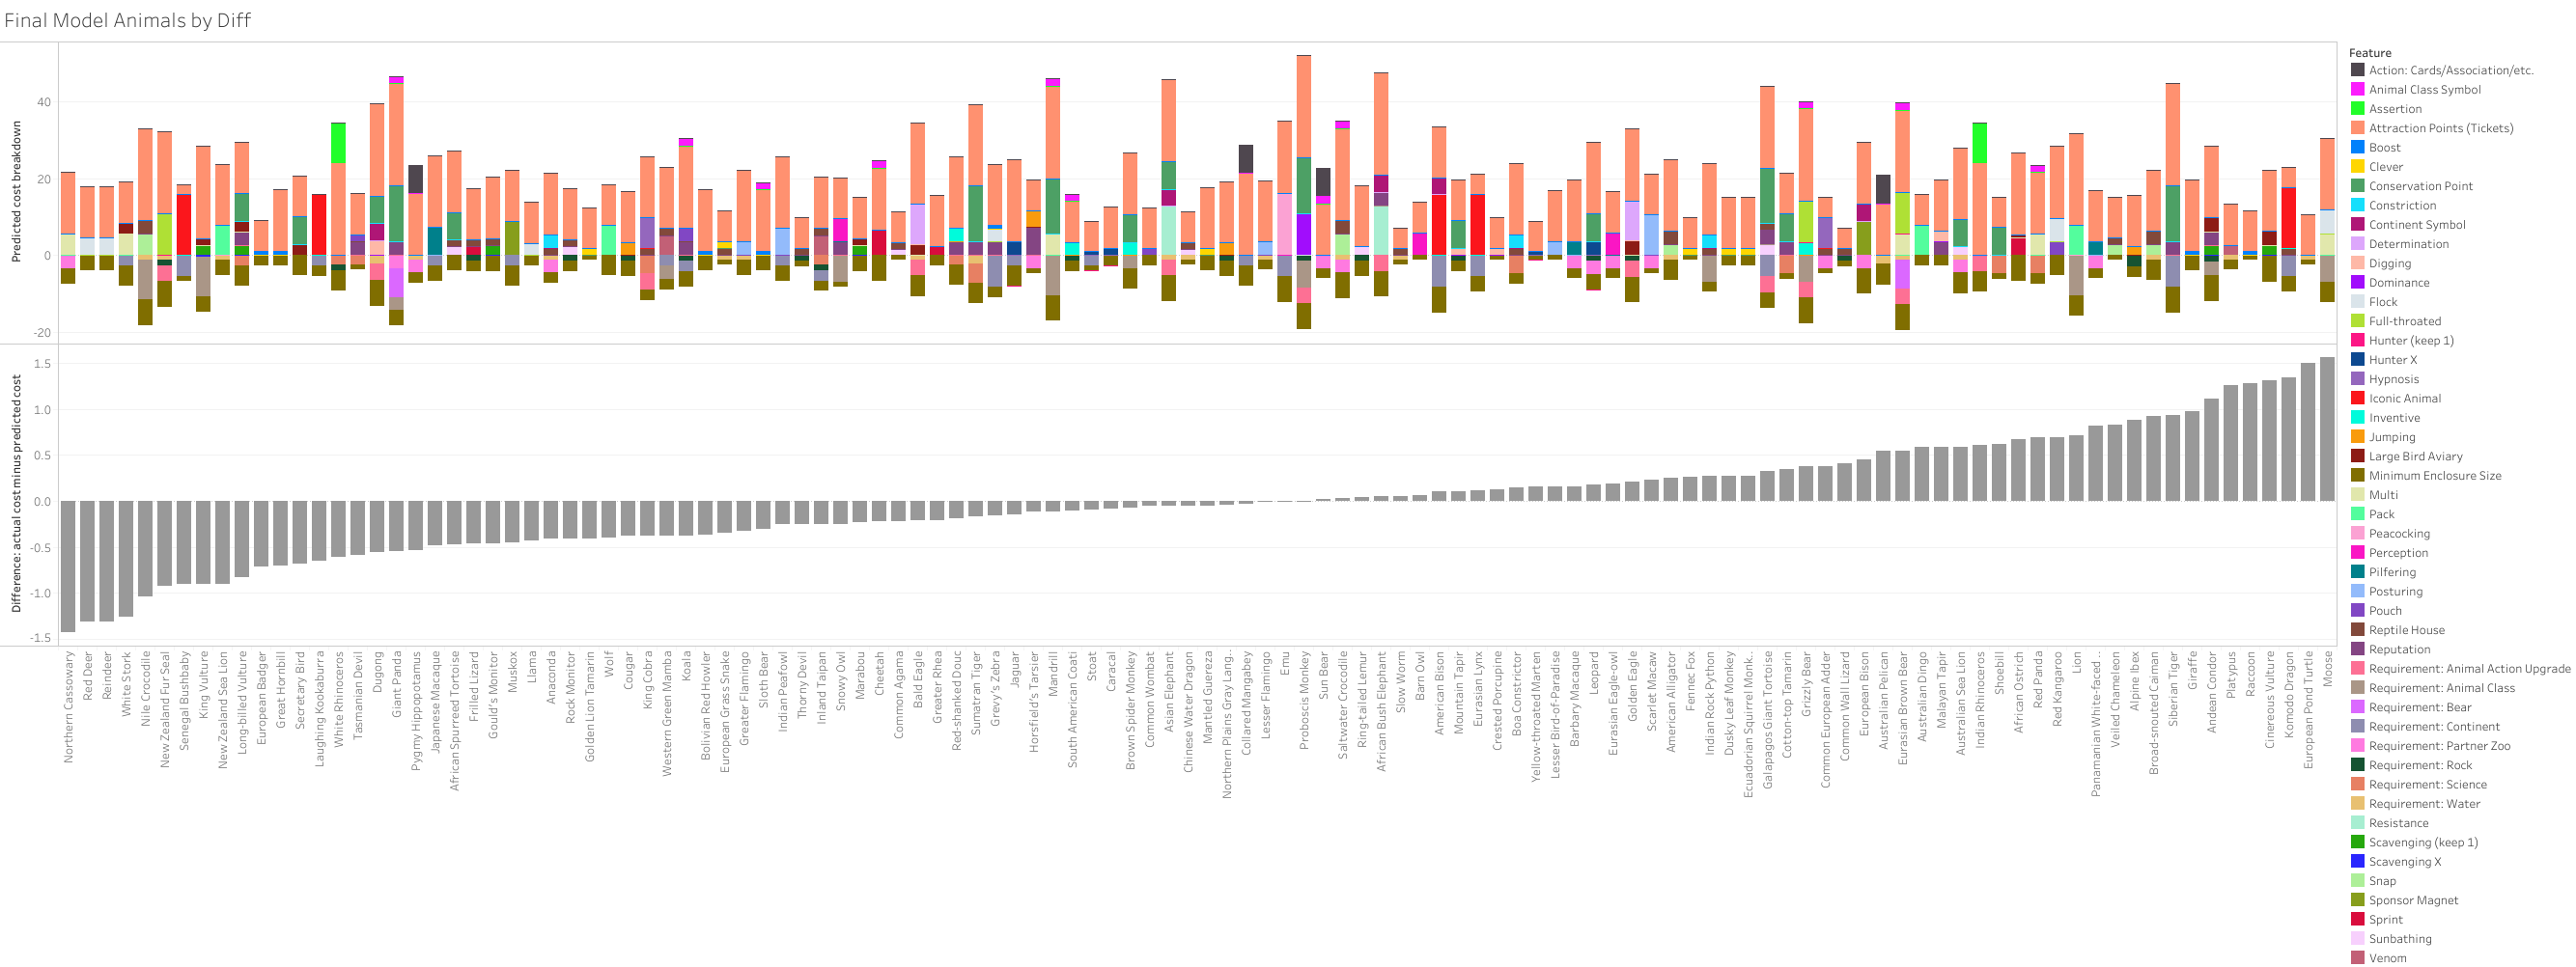 Final Model Animals by Diff
Predicted cost breakdown
40
20
0
-20
Difference: actual cost minus predicted cost
1.5
1.0
0.5
0.0
-0.5
-1.0
-1.5
Northern Cassowary
Red Deer
Reindeer
White Stork
Nile Crocodile
New Zealand Fur Seal
Senegal Bushbaby
King Vulture
New Zealand Sea Lion
Long-billed Vulture
European Badger
Great Hornbill
Secretary Bird
Laughing Kookaburra
White Rhinoceros
Tasmanian Devil
Dugong
Giant Panda
Pygmy Hippopotamus
Japanese Macaque
African Spurred Tortoise
Frilled Lizard
Gould's Monitor
Muskox
Llama
Anaconda
Rock Monitor
Golden Lion Tamarin
Wolf
Cougar
King Cobra
Western Green Mamba
Koala
Bolivian Red Howler
European Grass Snake
Greater Flamingo
Sloth Bear
Indian Peafowl
Thorny Devil
Inland Taipan
Snowy Owl
Marabou
Cheetah
Common Agama
Bald Eagle
Greater Rhea
Red-shanked Douc
Sumatran Tiger
Grevy's Zebra
Jaguar
Horsfield's Tarsier
Mandrill
South American Coati
Stoat
Caracal
Brown Spider Monkey
Common Wombat
Asian Elephant
Chinese Water Dragon
Mantled Guereza
Northern Plains Gray Lang..
Collared Mangabey
Lesser Flamingo
Emu
Proboscis Monkey
Sun Bear
Saltwater Crocodile
Ring-tailed Lemur
African Bush Elephant
Slow Worm
Barn Owl
American Bison
Mountain Tapir
Eurasian Lynx
Crested Porcupine
Boa Constrictor
Yellow-throated Marten
Lesser Bird-of-Paradise
Barbary Macaque
Leopard
Eurasian Eagle-owl
Golden Eagle
Scarlet Macaw
American Alligator
Fennec Fox
Indian Rock Python
Dusky Leaf Monkey
Ecuadorian Squirrel Monk..
Galapagos Giant Tortoise
Cotton-top Tamarin
Grizzly Bear
Common European Adder
Common Wall Lizard
European Bison
Australian Pelican
Eurasian Brown Bear
Australian Dingo
Malayan Tapir
Australian Sea Lion
Indian Rhinoceros
Shoebill
African Ostrich
Red Panda
Red Kangaroo
Lion
Panamanian White-faced ..
Veiled Chameleon
Alpine Ibex
Broad-snouted Caiman
Siberian Tiger
Giraffe
Andean Condor
Platypus
Raccoon
Cinereous Vulture
Komodo Dragon
European Pond Turtle
Moose
Feature
Action: Cards/Association/etc.
Animal Class Symbol
Assertion
Attraction Points (Tickets)
Boost
Clever
Conservation Point
Constriction
Continent Symbol
Determination
Digging
Dominance
Flock
Full-throated
Hunter (keep 1)
Hunter X
Hypnosis
Iconic Animal
Inventive
Jumping
Large Bird Aviary
Minimum Enclosure Size
Multi
Pack
Peacocking
Perception
Pilfering
Posturing
Pouch
Reptile House
Reputation
Requirement: Animal Action Upgrade
Requirement: Animal Class
Requirement: Bear
Requirement: Continent
Requirement: Partner Zoo
Requirement: Rock
Requirement: Science
Requirement: Water
Resistance
Scavenging (keep 1)
Scavenging X
Snap
Sponsor Magnet
Sprint
Sunbathing
Venom